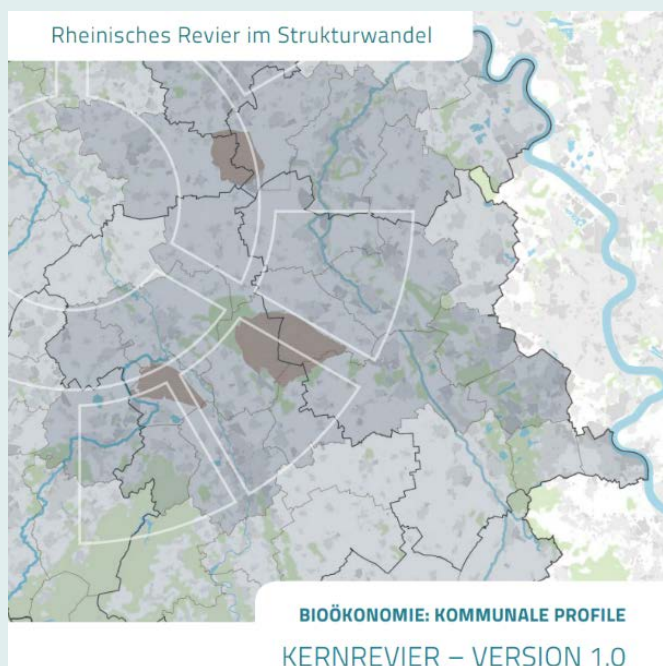 Rheinisches Revier im Strukturwandel
BIOÖKONOMIE: KOMMUNALE PROFILE
KERNREVIER – VERSION 1.0